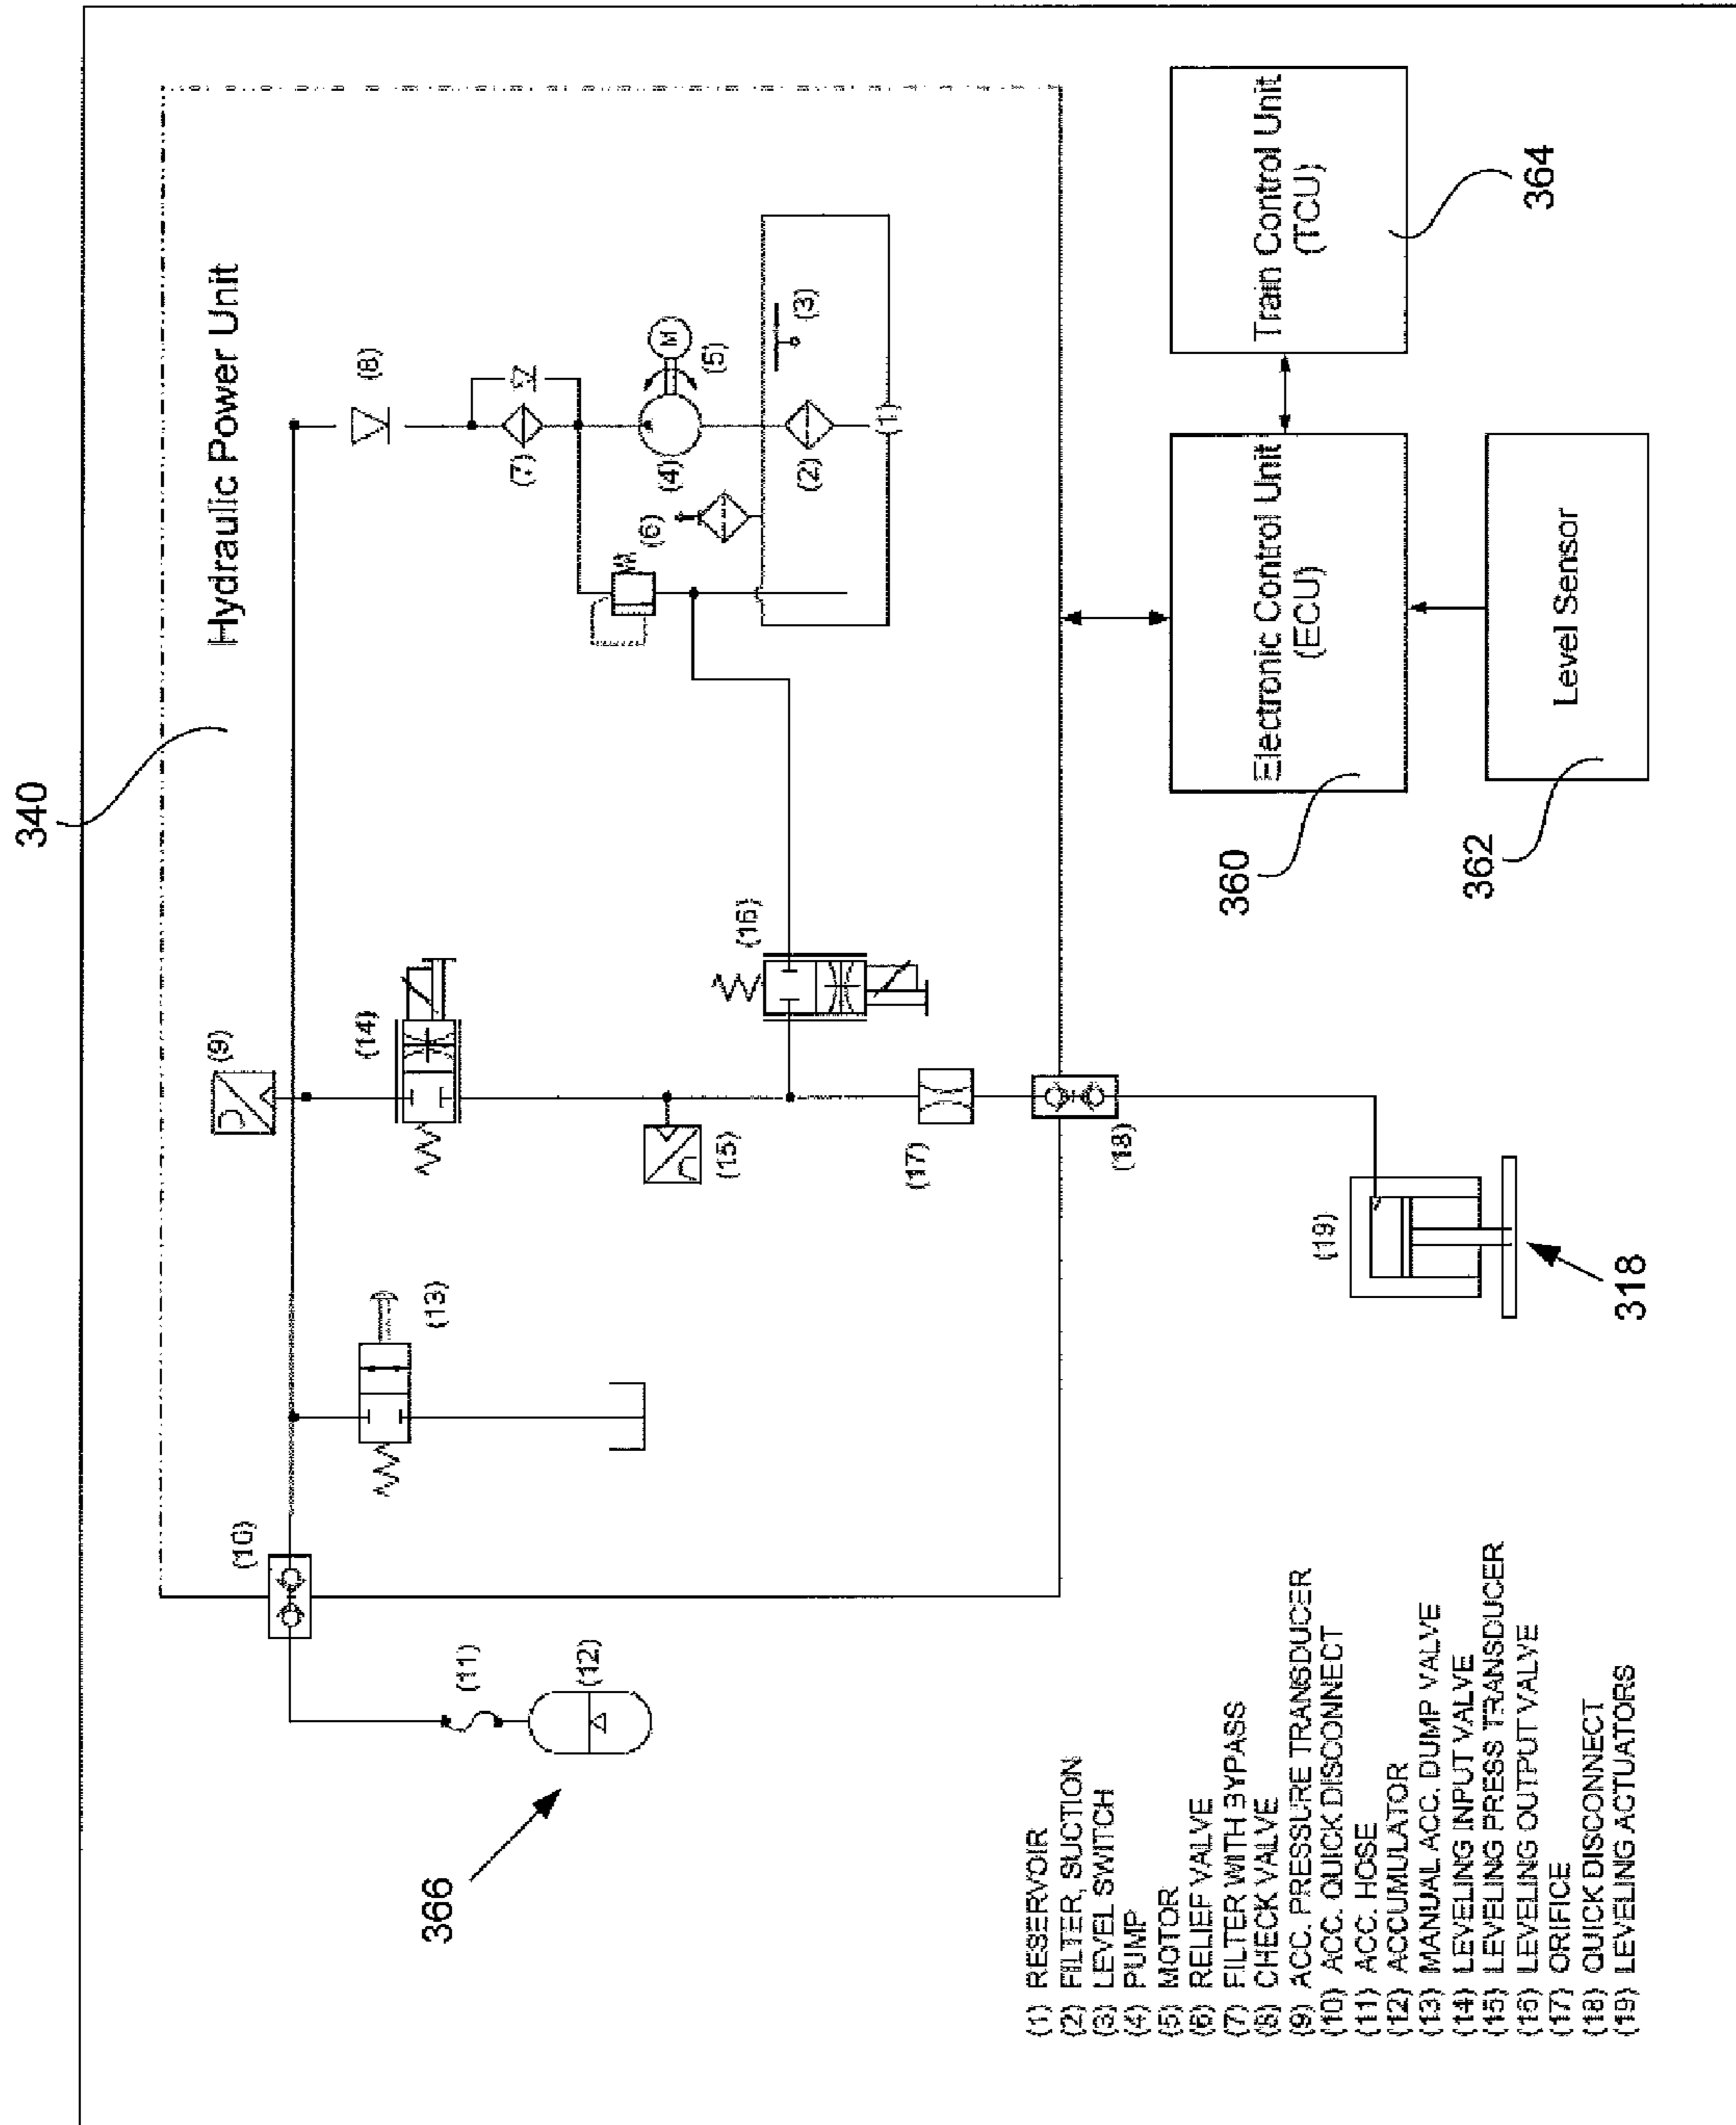 340
Hydraulic Power Unit
(8)
(7)
(4)
M
(5)
(6)
(2)
(1)
(3)
(9)
(14)
(16)
(15)
(17)
(18)
(13)
(10)
(11)
(12)
366
(19)
318
Electronic Control Unit
(ECU)
360
Train Control Unit
(TCU)
364
Level Sensor
362
(1) RESERVOIR
(2) FILTER, SUCTION
(3) LEVEL SWITCH
(4) PUMP
(5) MOTOR
(6) RELIEF VALVE
(7) FILTER WITH BYPASS
(8) CHECK VALVE
(9) ACC. PRESSURE TRANSDUCER
(10) ACC. QUICK DISCONNECT
(11) ACC. HOSE
(12) ACCUMULATOR
(13) MANUAL ACC. DUMP VALVE
(14) LEVELING INPUT VALVE
(15) LEVELING PRESS TRANSDUCER
(16) LEVELING OUTPUT VALVE
(17) ORIFICE
(18) QUICK DISCONNECT
(19) LEVELING ACTUATORS